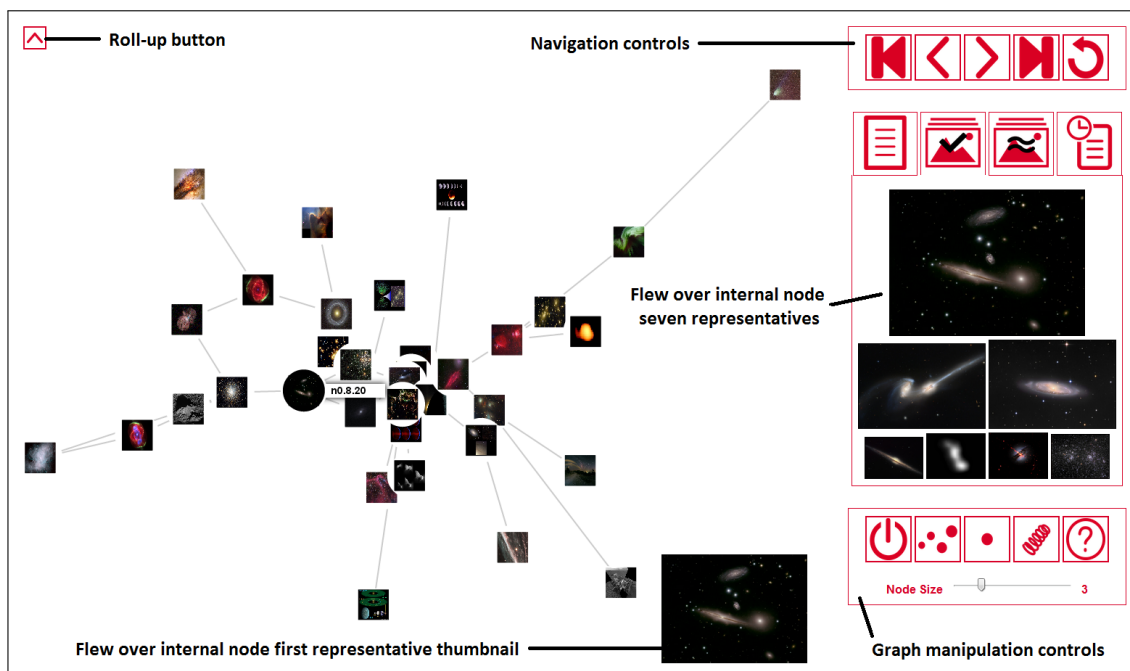 Roll-up button
Navigation controls
Flew over internal node
seven representatives
n0.8.20
Node Size
3
Flew over internal node first representative thumbnail
Graph manipulation controls